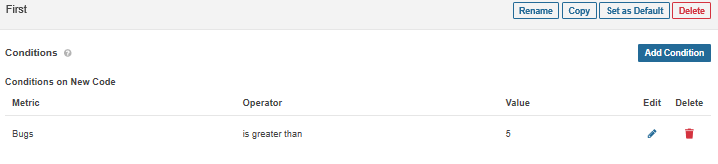 First Rename Copy Set as Default Delete
Conditions ? Add Condition
Conditions on New Code
Metric Operator Value Edit Delete
Bugs is greater than 5